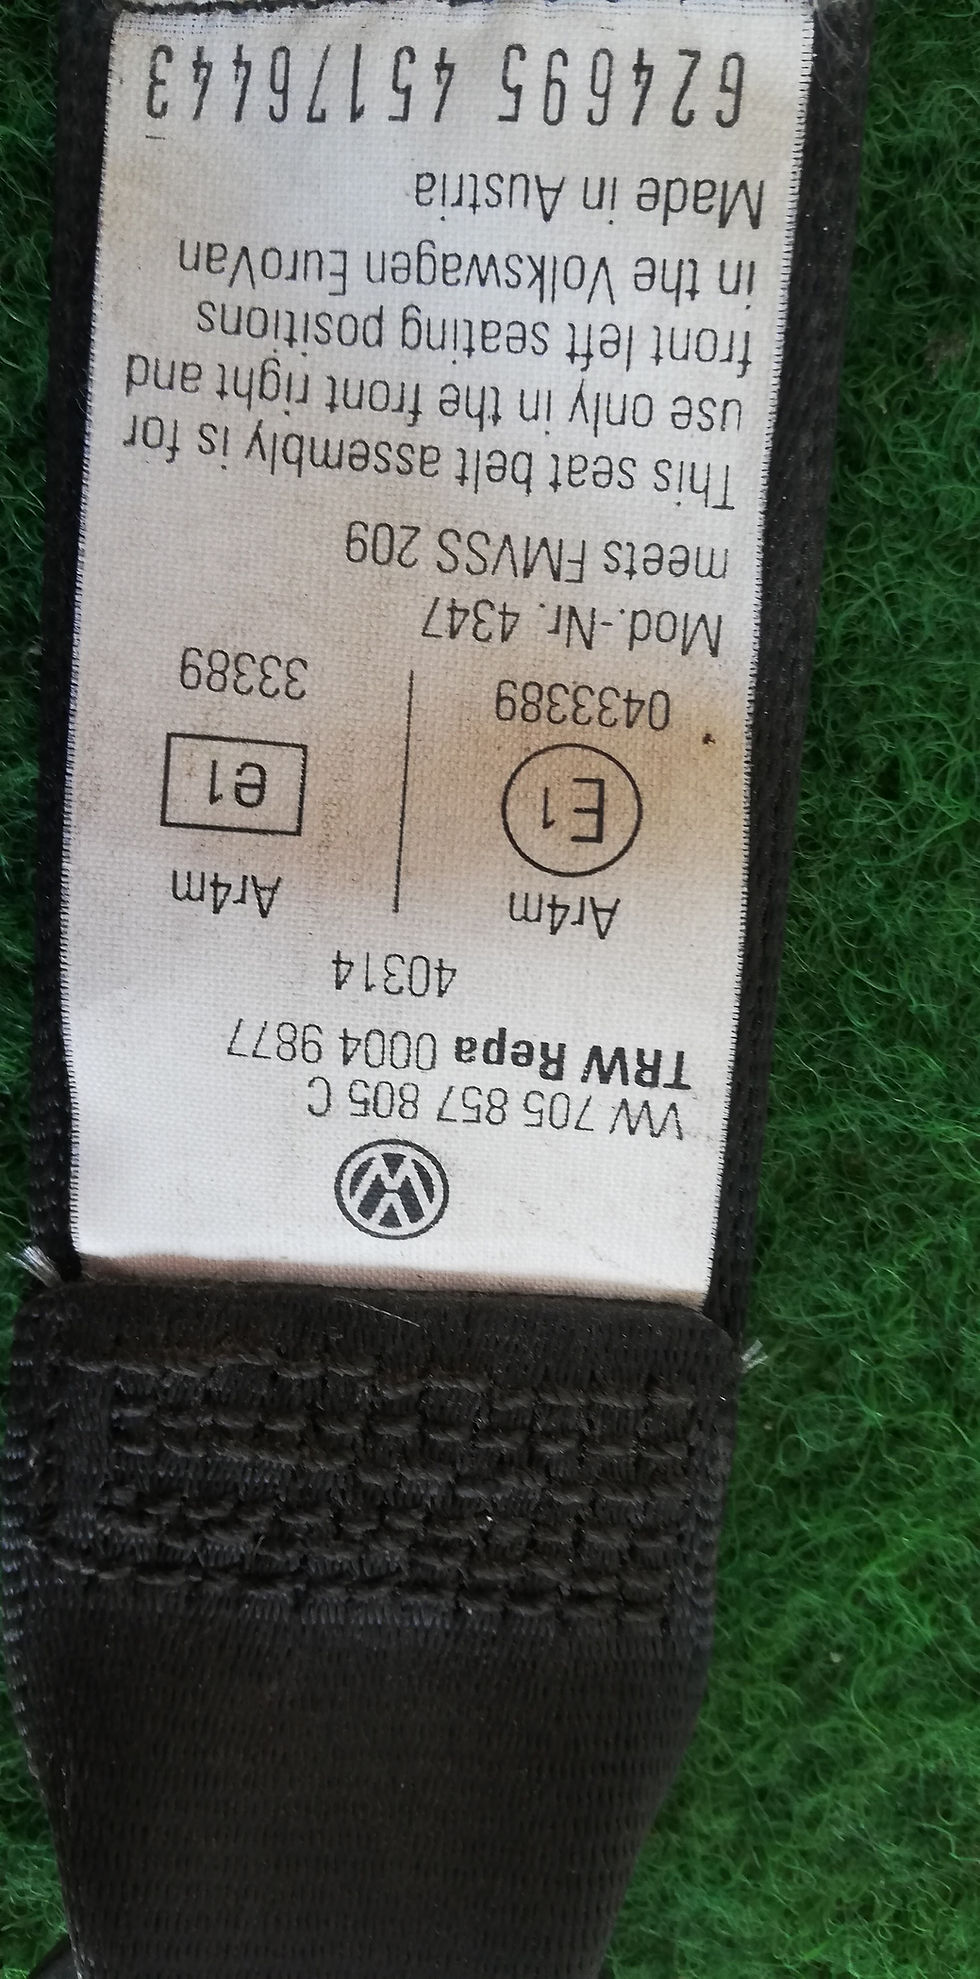 VW 705 857 805 C
TRW Repa 0004 9877
40314
Ar4m Ar4m
E1 e1
0433389 33389
Mod.-Nr. 4347
meets FMVSS 209
This seat belt assembly is for
use only in the front right and
front left seating positions
in the Volkswagen EuroVan
Made in Austria
624695 45176443